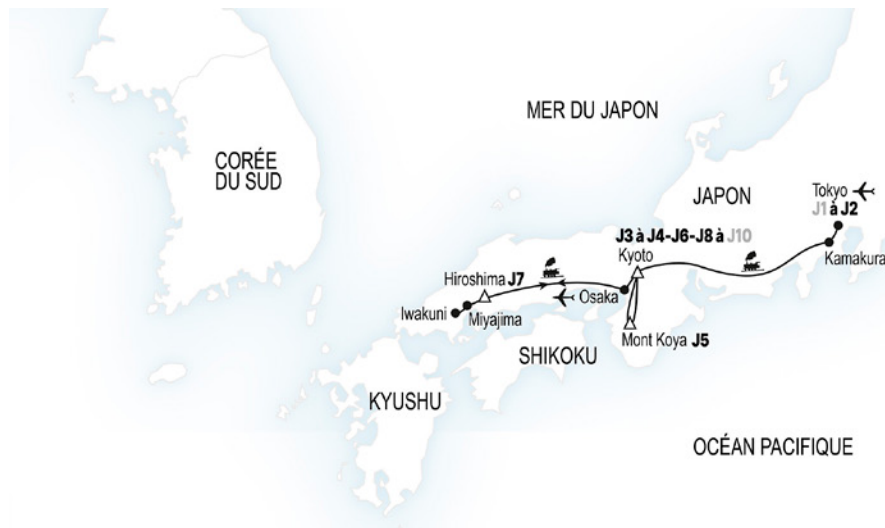 MER DU JAPON
CORÉE
DU SUD
JAPON
Tokyo
J1 à J2
J3 à J4-J6-J8 à J10
Kyoto
Kamakura
Hiroshima J7
Osaka
Iwakuni
Miyajima
Mont Koya J5
SHIKOKU
KYUSHU
OCÉAN PACIFIQUE